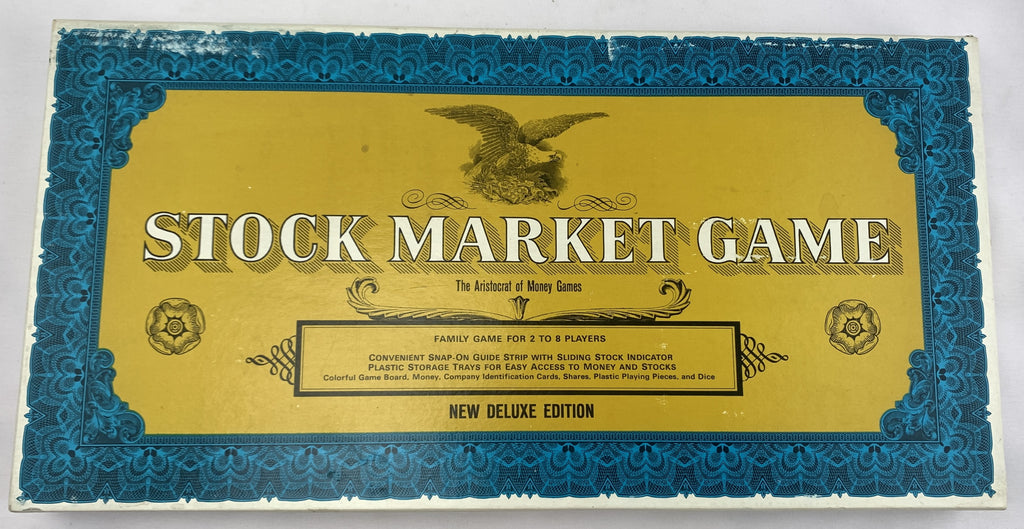 STOCK MARKET GAME
The Aristocrat of Money Games
FAMILY GAME FOR 2 TO 8 PLAYERS
CONVENIENT SNAP-ON GUIDE STRIP WITH SLIDING STOCK INDICATOR
PLASTIC STORAGE TRAYS FOR EASY ACCESS TO MONEY AND STOCKS
Colorful Game Board, Money, Company Identification Cards, Shares, Plastic Playing Pieces, and Dice
NEW DELUXE EDITION